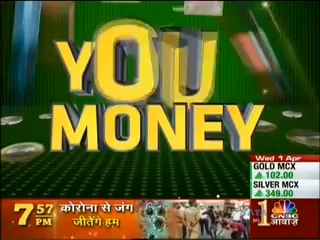 YOU
MONEY
Wed 1 Apr
GOLD MCX
▲ 102.00
SILVER MCX
▲ 349.00
7 57 PM
कोरोना से जंग
जीतेंगे हम
CNBC
आवाज़